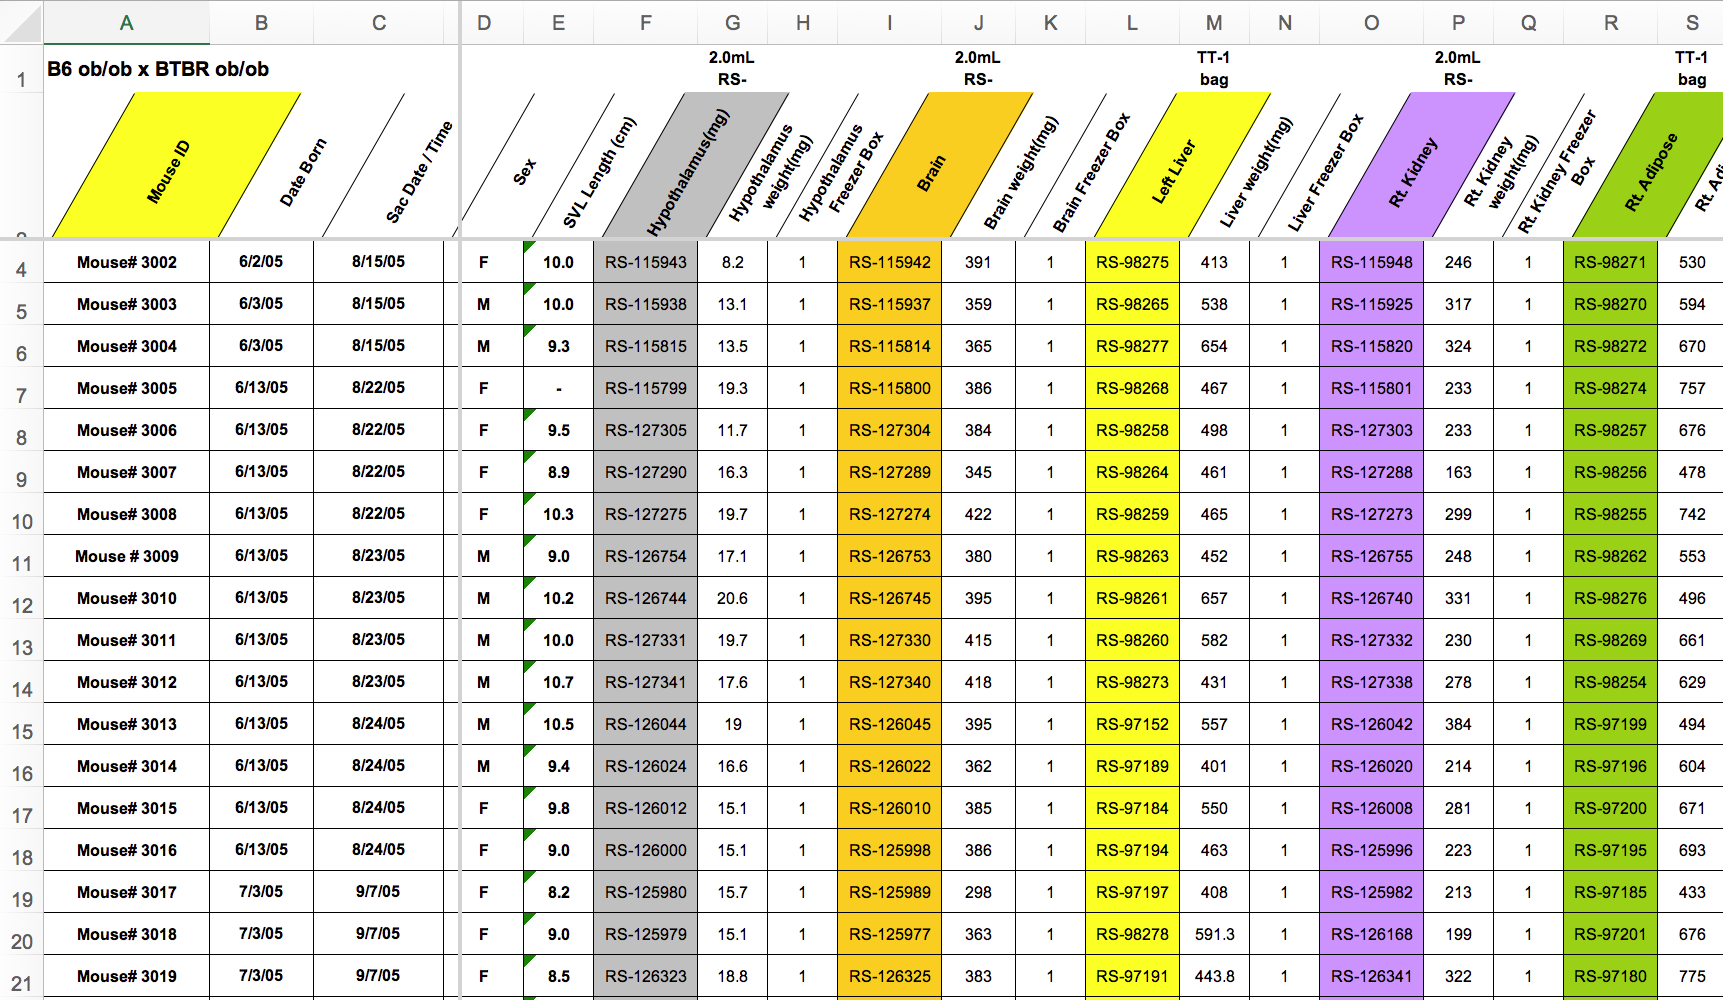 A B C D E F G H I J K L M N O P Q R S
1 B6 ob/ob x BTBR ob/ob 2.0mL RS- 2.0mL RS- TT-1 bag 2.0mL RS- TT-1 bag
Mouse ID Date Born Sac Date / Time Sex SVL Length (cm) Hypothalamus(mg) Hypothalamus weight(mg) Hypothalamus Freezer Box Brain Brain weight(mg) Brain Freezer Box Left Liver Liver weight(mg) Liver Freezer Box Rt. Kidney Rt. Kidney weight(mg) Rt. Kidney Freezer Box Rt. Adipose Rt.
4 Mouse# 3002 6/2/05 8/15/05 F 10.0 RS-115943 8.2 1 RS-115942 391 1 RS-98275 413 1 RS-115948 246 1 RS-98271 530
5 Mouse# 3003 6/3/05 8/15/05 M 10.0 RS-115938 13.1 1 RS-115937 359 1 RS-98265 538 1 RS-115925 317 1 RS-98270 594
6 Mouse# 3004 6/3/05 8/15/05 M 9.3 RS-115815 13.5 1 RS-115814 365 1 RS-98277 654 1 RS-115820 324 1 RS-98272 670
7 Mouse# 3005 6/13/05 8/22/05 F - RS-115799 19.3 1 RS-115800 386 1 RS-98268 467 1 RS-115801 233 1 RS-98274 757
8 Mouse# 3006 6/13/05 8/22/05 F 9.5 RS-127305 11.7 1 RS-127304 384 1 RS-98258 498 1 RS-127303 233 1 RS-98257 676
9 Mouse# 3007 6/13/05 8/22/05 F 8.9 RS-127290 16.3 1 RS-127289 345 1 RS-98264 461 1 RS-127288 163 1 RS-98256 478
10 Mouse# 3008 6/13/05 8/22/05 F 10.3 RS-127275 19.7 1 RS-127274 422 1 RS-98259 465 1 RS-127273 299 1 RS-98255 742
11 Mouse # 3009 6/13/05 8/23/05 M 9.0 RS-126754 17.1 1 RS-126753 380 1 RS-98263 452 1 RS-126755 248 1 RS-98262 553
12 Mouse# 3010 6/13/05 8/23/05 M 10.2 RS-126744 20.6 1 RS-126745 395 1 RS-98261 657 1 RS-126740 331 1 RS-98276 496
13 Mouse# 3011 6/13/05 8/23/05 M 10.0 RS-127331 19.7 1 RS-127330 415 1 RS-98260 582 1 RS-127332 230 1 RS-98269 661
14 Mouse# 3012 6/13/05 8/23/05 M 10.7 RS-127341 17.6 1 RS-127340 418 1 RS-98273 431 1 RS-127338 278 1 RS-98254 629
15 Mouse# 3013 6/13/05 8/24/05 M 10.5 RS-126044 19 1 RS-126045 395 1 RS-97152 557 1 RS-126042 384 1 RS-97199 494
16 Mouse# 3014 6/13/05 8/24/05 M 9.4 RS-126024 16.6 1 RS-126022 362 1 RS-97189 401 1 RS-126020 214 1 RS-97196 604
17 Mouse# 3015 6/13/05 8/24/05 F 9.8 RS-126012 15.1 1 RS-126010 385 1 RS-97184 550 1 RS-126008 281 1 RS-97200 671
18 Mouse# 3016 6/13/05 8/24/05 F 9.0 RS-126000 15.1 1 RS-125998 386 1 RS-97194 463 1 RS-125996 223 1 RS-97195 693
19 Mouse# 3017 7/3/05 9/7/05 F 8.2 RS-125980 15.7 1 RS-125989 298 1 RS-97197 408 1 RS-125982 213 1 RS-97185 433
20 Mouse# 3018 7/3/05 9/7/05 F 9.0 RS-125979 15.1 1 RS-125977 363 1 RS-98278 591.3 1 RS-126168 199 1 RS-97201 676
21 Mouse# 3019 7/3/05 9/7/05 F 8.5 RS-126323 18.8 1 RS-126325 383 1 RS-97191 443.8 1 RS-126341 322 1 RS-97180 775